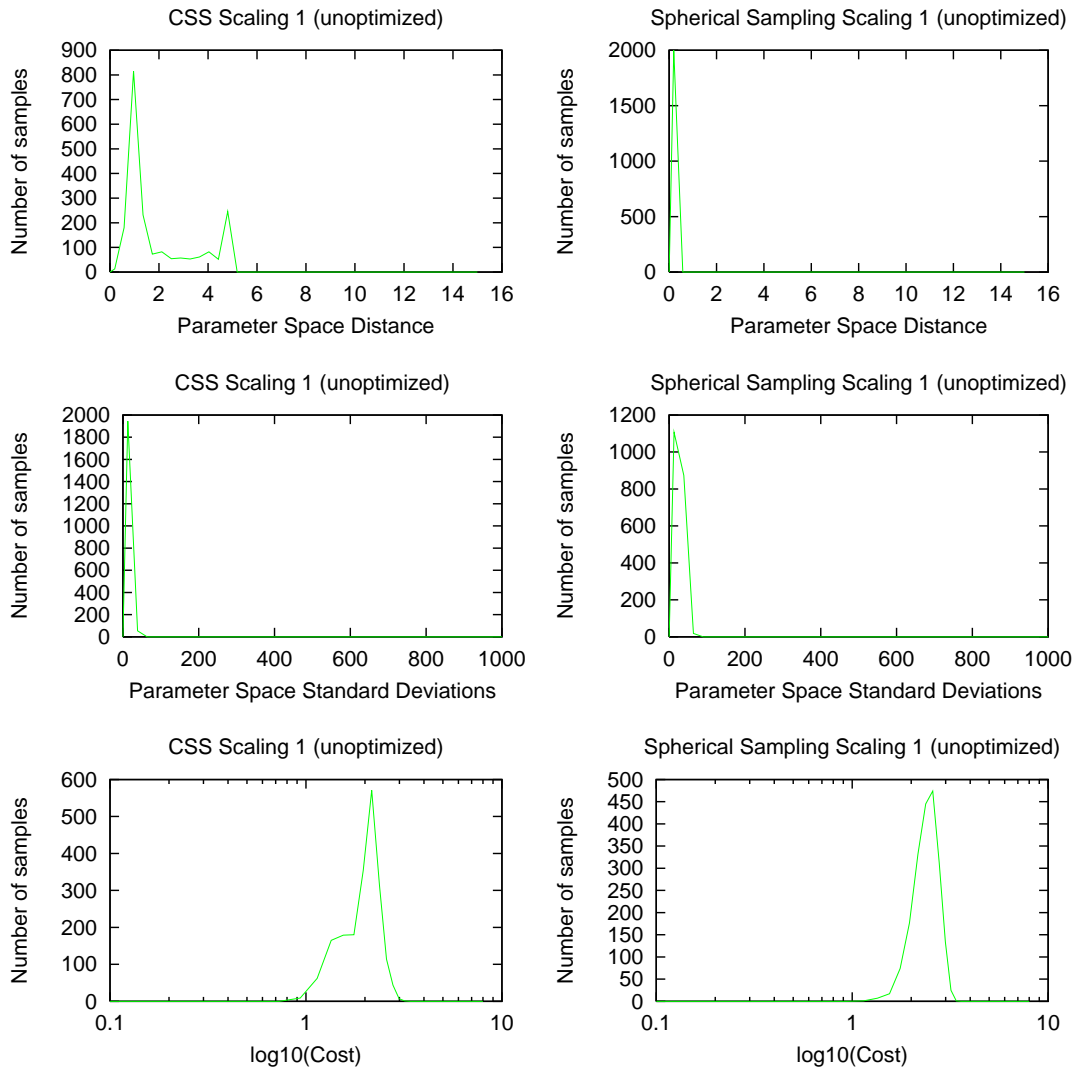 CSS Scaling 1 (unoptimized)
Number of samples
900
800
700
600
500
400
300
200
100
0
0 2 4 6 8 10 12 14 16
Parameter Space Distance
Spherical Sampling Scaling 1 (unoptimized)
Number of samples
2000
1500
1000
500
0
0 2 4 6 8 10 12 14 16
Parameter Space Distance
CSS Scaling 1 (unoptimized)
Number of samples
2000
1800
1600
1400
1200
1000
800
600
400
200
0
0 200 400 600 800 1000
Parameter Space Standard Deviations
Spherical Sampling Scaling 1 (unoptimized)
Number of samples
1200
1000
800
600
400
200
0
0 200 400 600 800 1000
Parameter Space Standard Deviations
CSS Scaling 1 (unoptimized)
Number of samples
600
500
400
300
200
100
0
0.1 1 10
log10(Cost)
Spherical Sampling Scaling 1 (unoptimized)
Number of samples
500
450
400
350
300
250
200
150
100
50
0
0.1 1 10
log10(Cost)